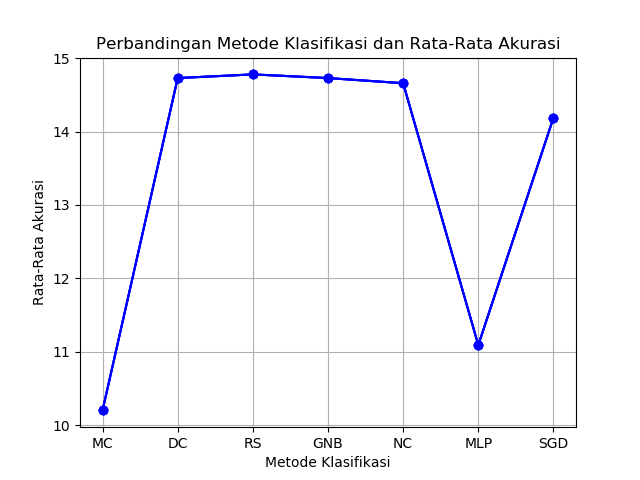 Perbandingan Metode Klasifikasi dan Rata-Rata Akurasi
15
14
13
12
11
10
Rata-Rata Akurasi
MC DC RS GNB NC MLP SGD
Metode Klasifikasi